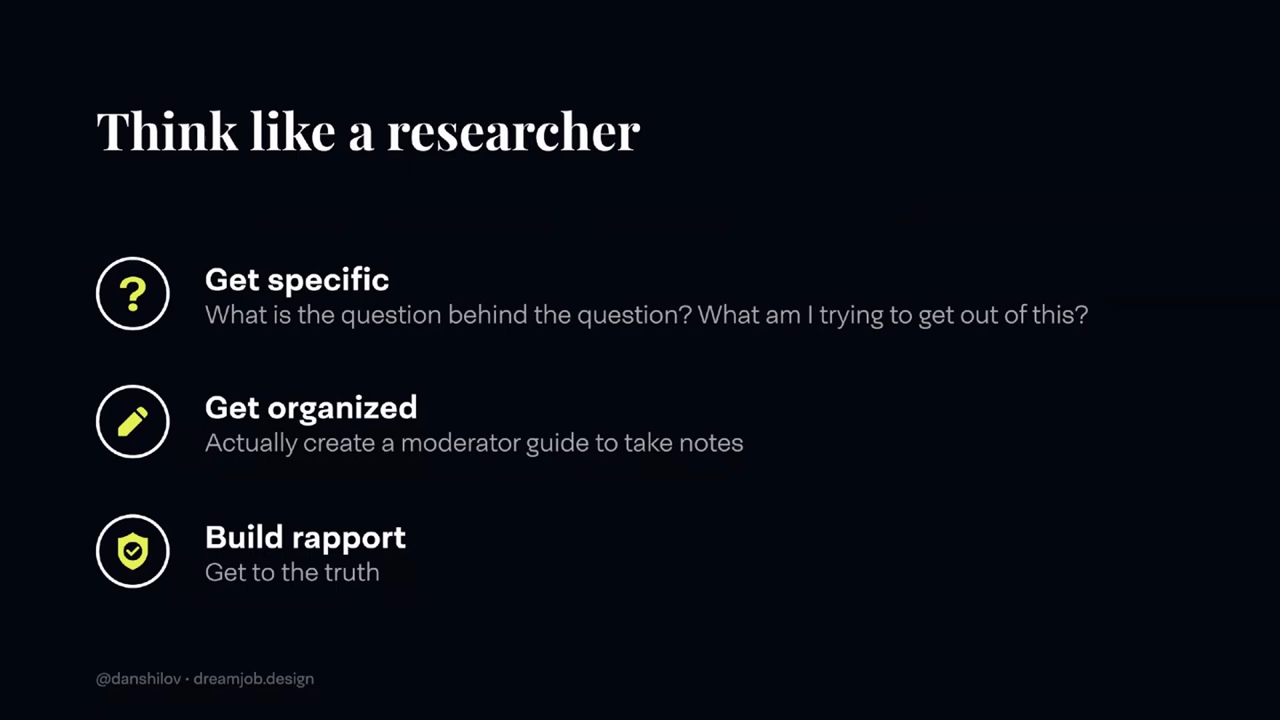 Think like a researcher
Get specific
What is the question behind the question? What am I trying to get out of this?
Get organized
Actually create a moderator guide to take notes
Build rapport
Get to the truth
@danshilov • dreamjob.design